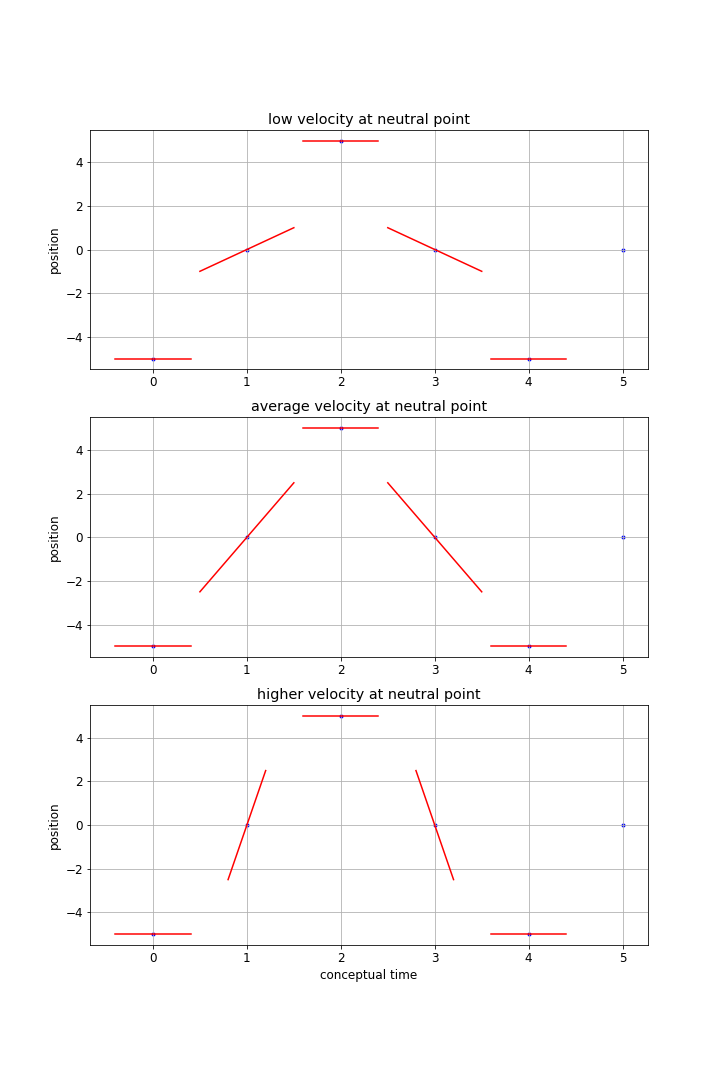 low velocity at neutral point
4
2
0
−2
−4
position
0 1 2 3 4 5
average velocity at neutral point
4
2
0
−2
−4
position
0 1 2 3 4 5
higher velocity at neutral point
4
2
0
−2
−4
position
0 1 2 3 4 5
conceptual time